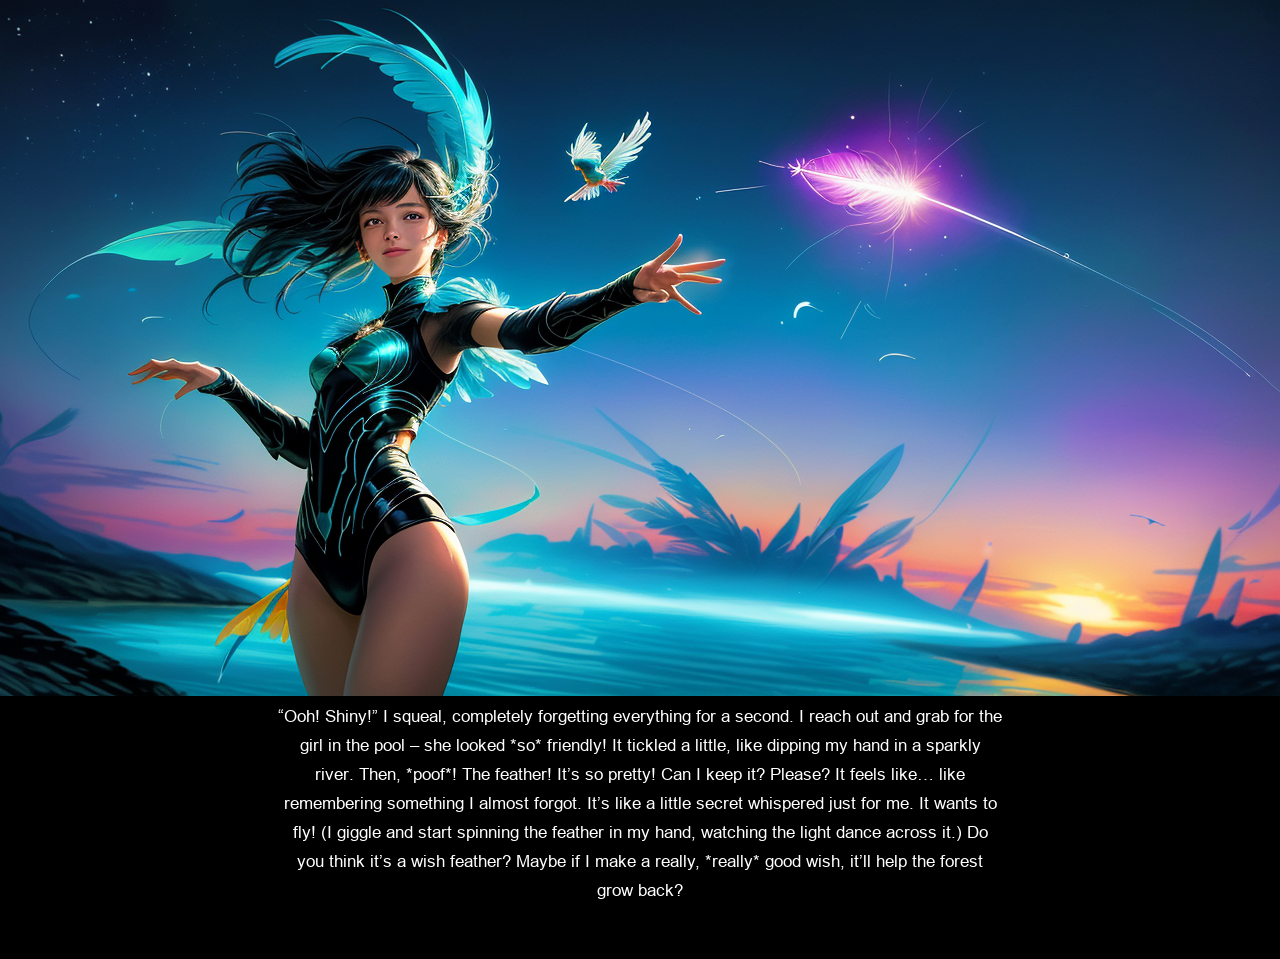 “Ooh! Shiny!” I squeal, completely forgetting everything for a second. I reach out and grab for the
girl in the pool – she looked *so* friendly! It tickled a little, like dipping my hand in a sparkly
river. Then, *poof*! The feather! It’s so pretty! Can I keep it? Please? It feels like… like
remembering something I almost forgot. It’s like a little secret whispered just for me. It wants to
fly! (I giggle and start spinning the feather in my hand, watching the light dance across it.) Do
you think it’s a wish feather? Maybe if I make a really, *really* good wish, it’ll help the forest
grow back?